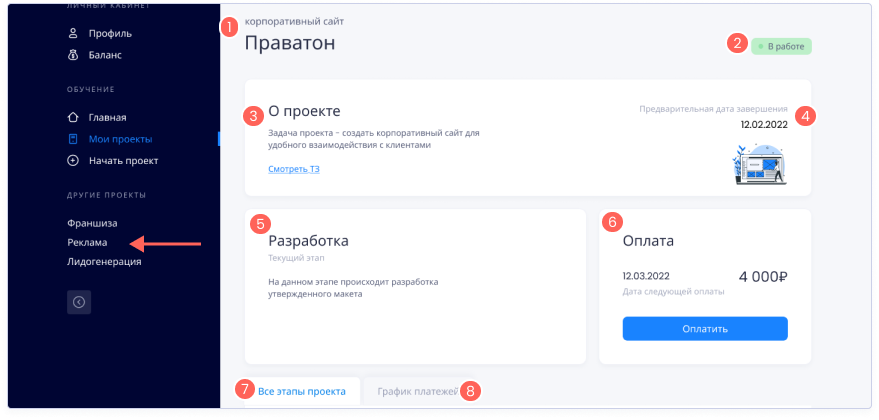 ЛИЧНЫЙ КАБИНЕТ
Профиль
Баланс
ОБУЧЕНИЕ
Главная
Мои проекты
Начать проект
ДРУГИЕ ПРОЕКТЫ
Франшиза
Реклама
Лидогенерация
1
корпоративный сайт
Праватон
2
В работе
3
О проекте
Задача проекта – создать корпоративный сайт для
удобного взаимодействия с клиентами
Смотреть ТЗ
Предварительная дата завершения
4
12.02.2022
5
Разработка
Текущий этап
На данном этапе происходит разработка
утвержденного макета
6
Оплата
12.03.2022
4 000₽
Дата следующей оплаты
Оплатить
7
Все этапы проекта
График платежей
8